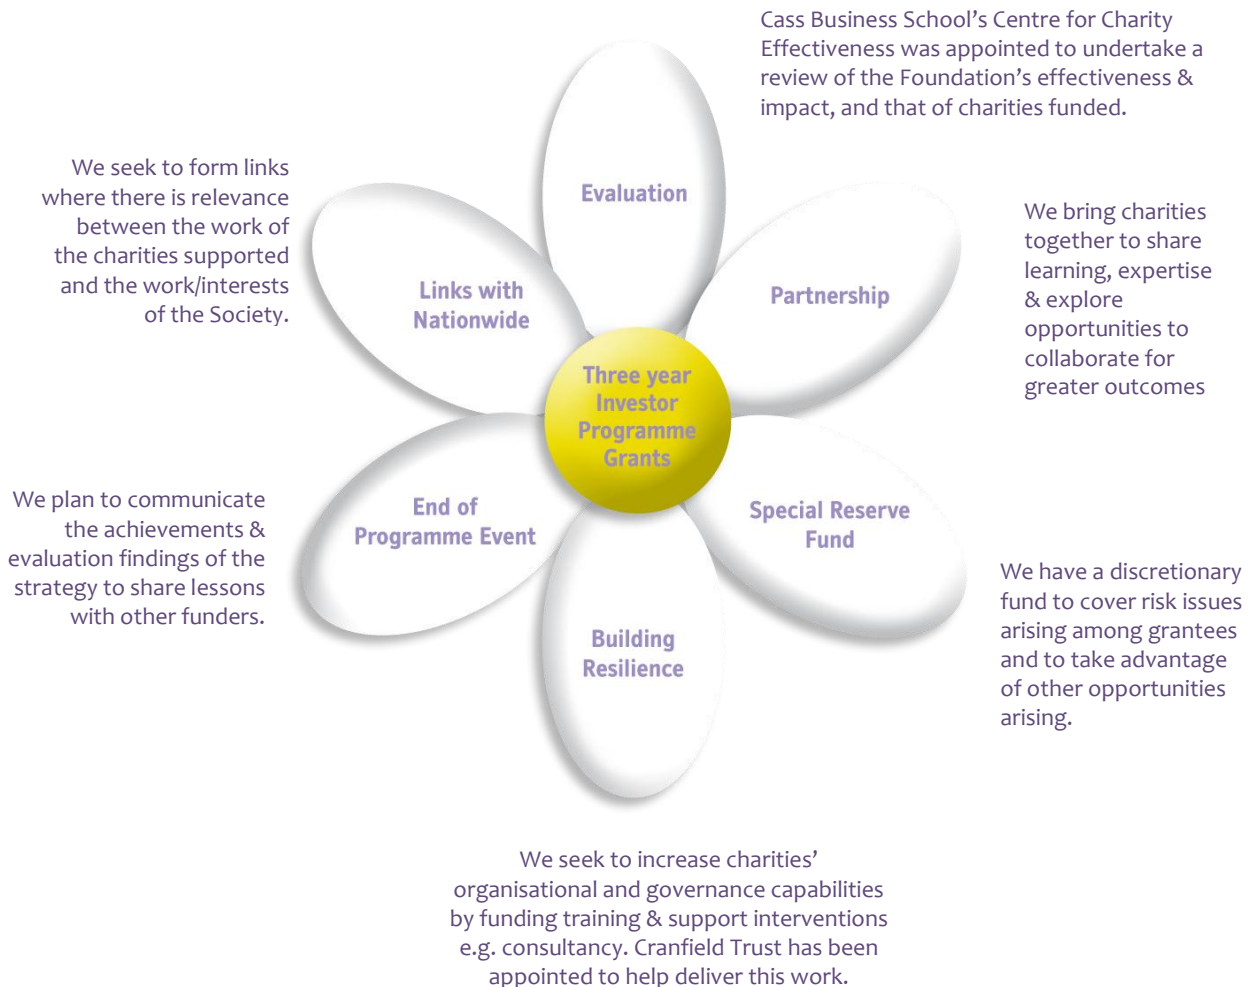 Cass Business School's Centre for Charity
Effectiveness was appointed to undertake a
review of the Foundation's effectiveness &
impact, and that of charities funded.
Evaluation
We seek to form links
where there is relevance
between the work of
the charities supported
and the work/interests
of the Society.
Links with
Nationwide
Partnership
We bring charities
together to share
learning, expertise
& explore
opportunities to
collaborate for
greater outcomes
Three year
Investor
Programme
Grants
We plan to communicate
the achievements &
evaluation findings of the
strategy to share lessons
with other funders.
End of
Programme Event
Special Reserve
Fund
We have a discretionary
fund to cover risk issues
arising among grantees
and to take advantage
of other opportunities
arising.
Building
Resilience
We seek to increase charities'
organisational and governance capabilities
by funding training & support interventions
e.g. consultancy. Cranfield Trust has been
appointed to help deliver this work.